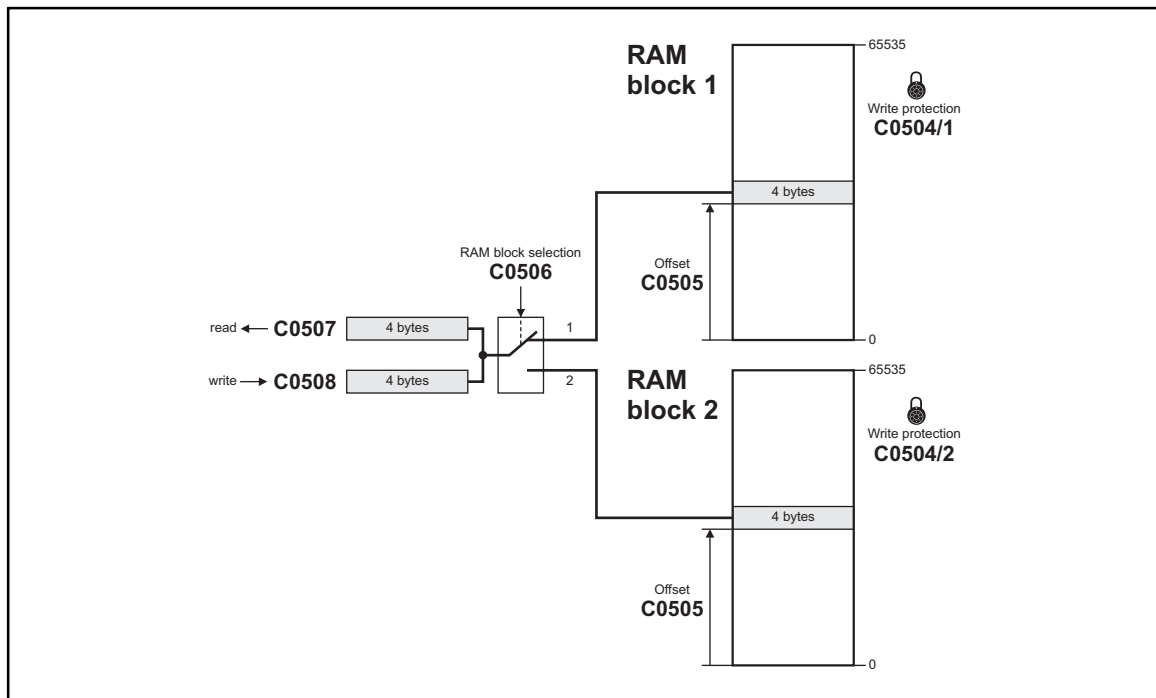 RAM
block 1
65535
Write protection
C0504/1
4 bytes
Offset
C0505
0
RAM block selection
C0506
read
C0507
4 bytes
1
write
C0508
4 bytes
2
RAM
block 2
65535
Write protection
C0504/2
4 bytes
Offset
C0505
0